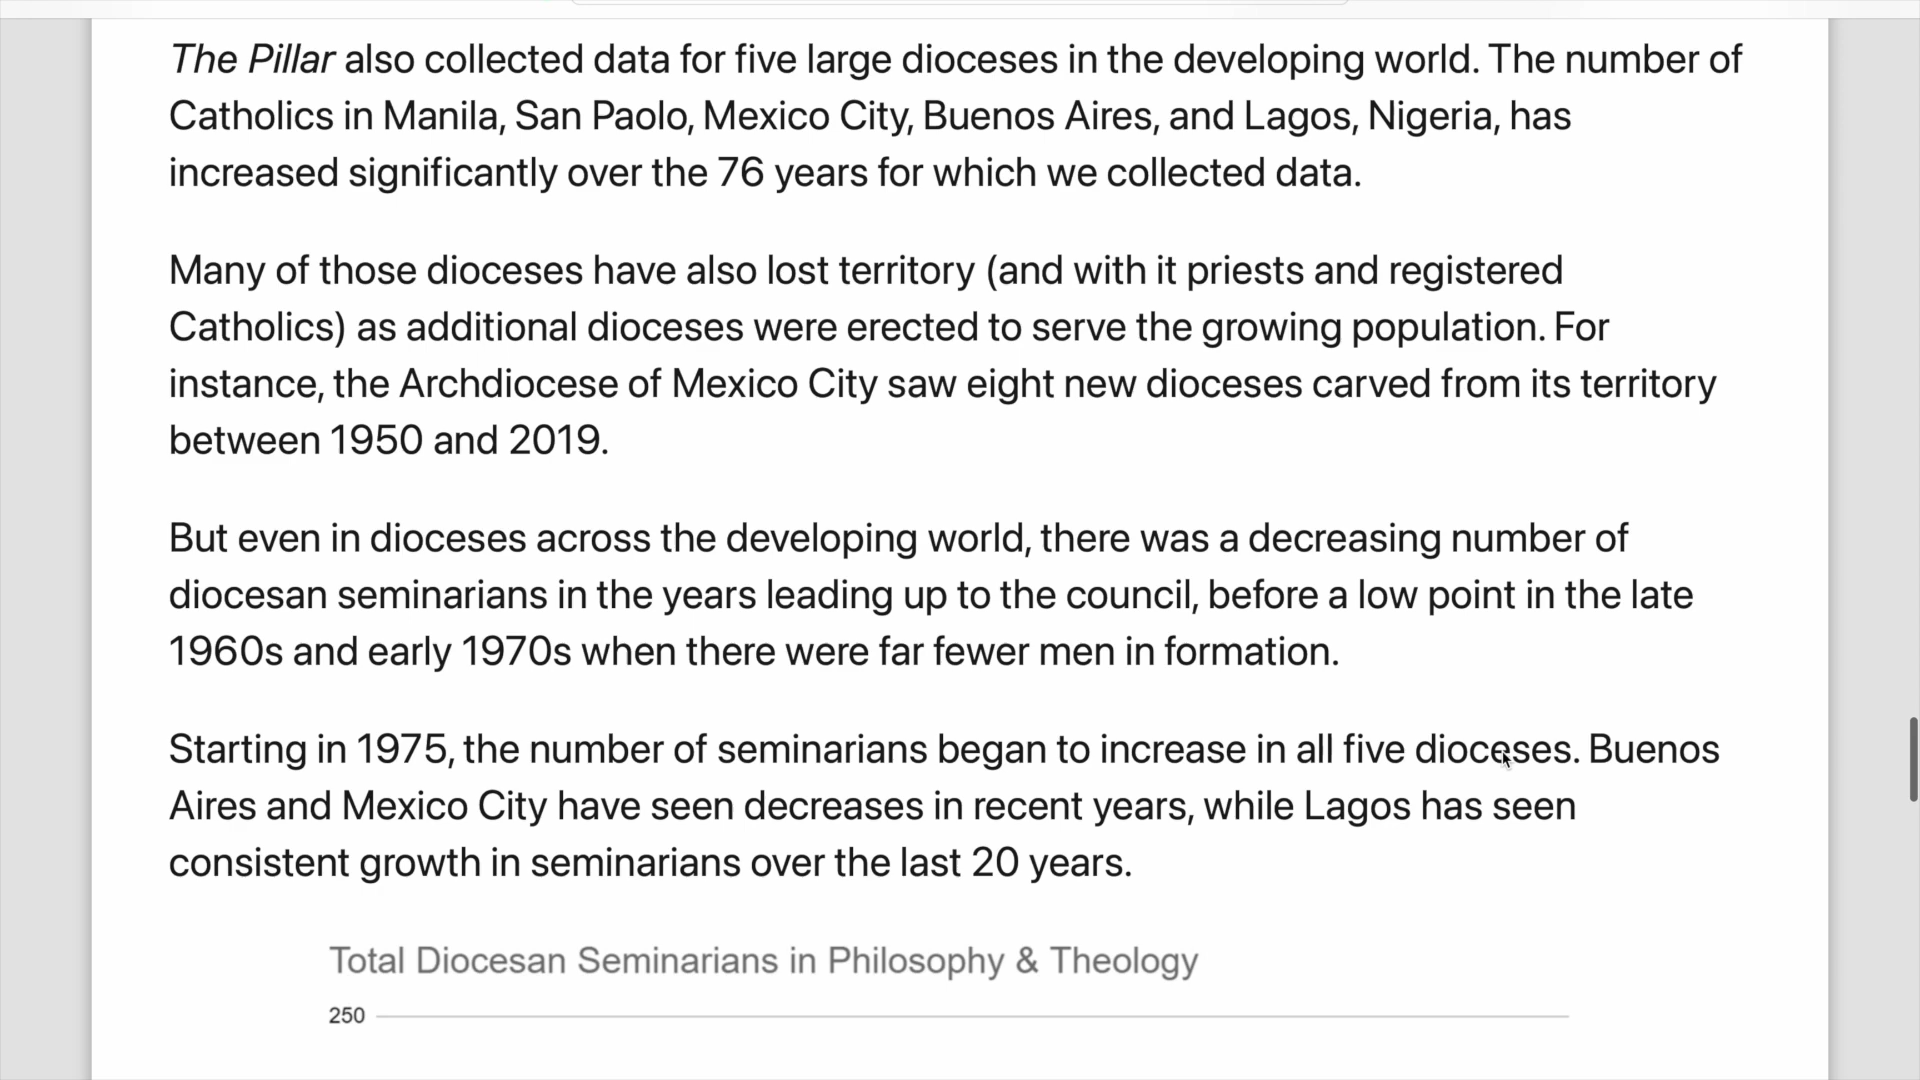 The Pillar also collected data for five large dioceses in the developing world. The number of
Catholics in Manila, San Paolo, Mexico City, Buenos Aires, and Lagos, Nigeria, has
increased significantly over the 76 years for which we collected data.
Many of those dioceses have also lost territory (and with it priests and registered
Catholics) as additional dioceses were erected to serve the growing population. For
instance, the Archdiocese of Mexico City saw eight new dioceses carved from its territory
between 1950 and 2019.
But even in dioceses across the developing world, there was a decreasing number of
diocesan seminarians in the years leading up to the council, before a low point in the late
1960s and early 1970s when there were far fewer men in formation.
Starting in 1975, the number of seminarians began to increase in all five dioceses. Buenos
Aires and Mexico City have seen decreases in recent years, while Lagos has seen
consistent growth in seminarians over the last 20 years.
Total Diocesan Seminarians in Philosophy & Theology
250